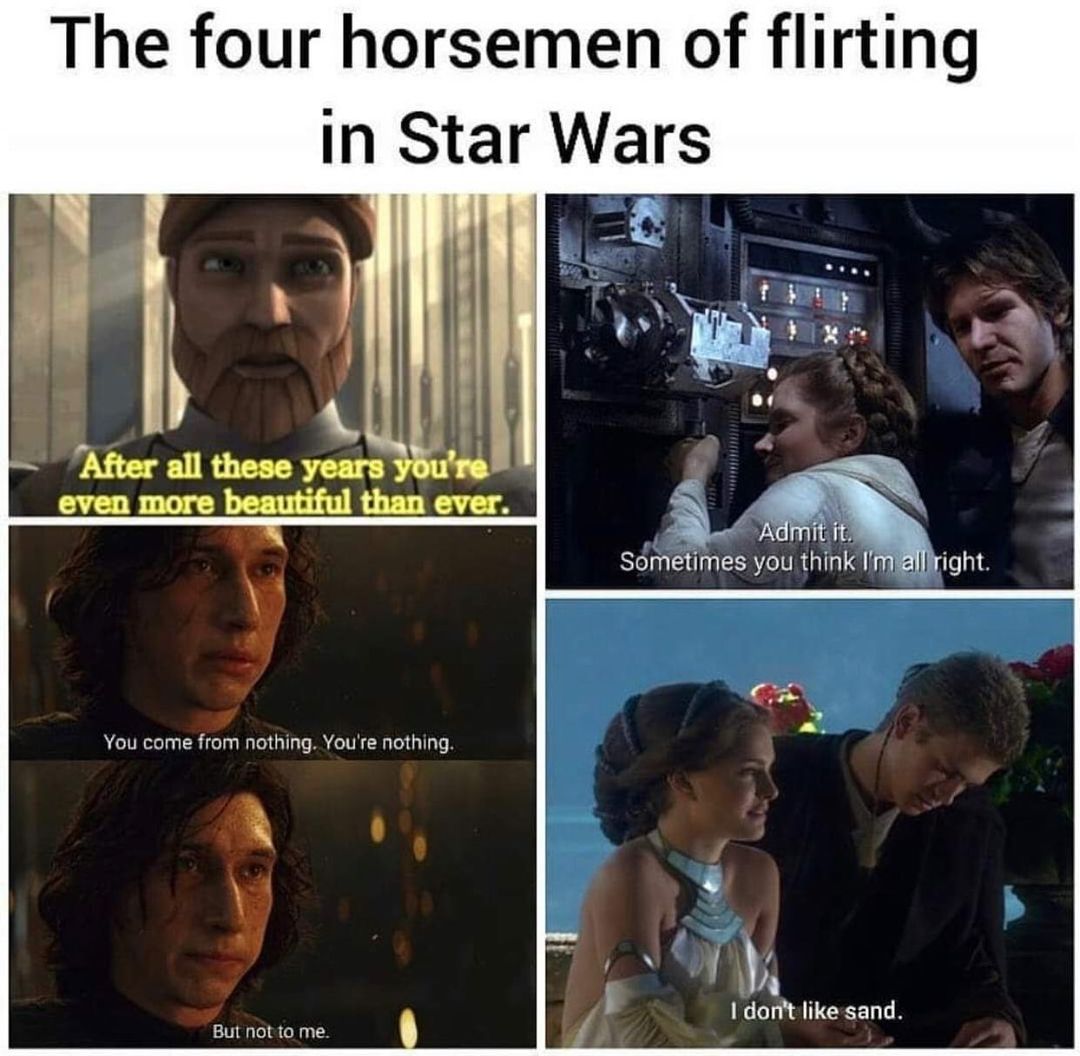 The four horsemen of flirting
in Star Wars
After all these years you're
even more beautiful than ever.
Admit it.
Sometimes you think I'm all right.
You come from nothing. You're nothing.
But not to me.
I don't like sand.